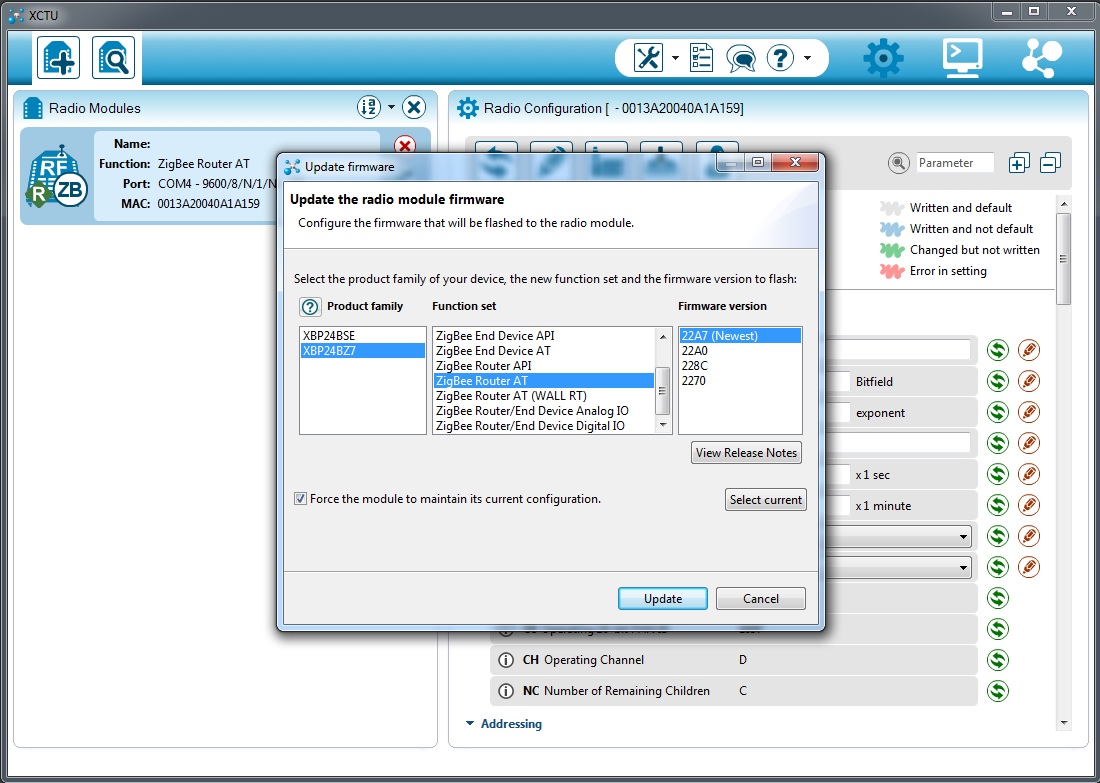 XCTU
Radio Modules
Name:
Function: ZigBee Router AT
Port: COM4 - 9600/8/N/1/N
MAC: 0013A20040A1A159
RF
R
ZB
Radio Configuration [ - 0013A20040A1A159]
Parameter
Written and default
Written and not default
Changed but not written
Error in setting
Update firmware
Update the radio module firmware
Configure the firmware that will be flashed to the radio module.
Select the product family of your device, the new function set and the firmware version to flash:
Product family
XBP24BSE
XBP24BZ7
Function set
ZigBee End Device API
ZigBee End Device AT
ZigBee Router API
ZigBee Router AT
ZigBee Router AT (WALL RT)
ZigBee Router/End Device Analog IO
ZigBee Router/End Device Digital IO
Firmware version
22A7 (Newest)
22A0
228C
2270
View Release Notes
Force the module to maintain its current configuration.
Select current
Update
Cancel
Bitfield
exponent
x 1 sec
x 1 minute
CH Operating Channel D
NC Number of Remaining Children C
Addressing